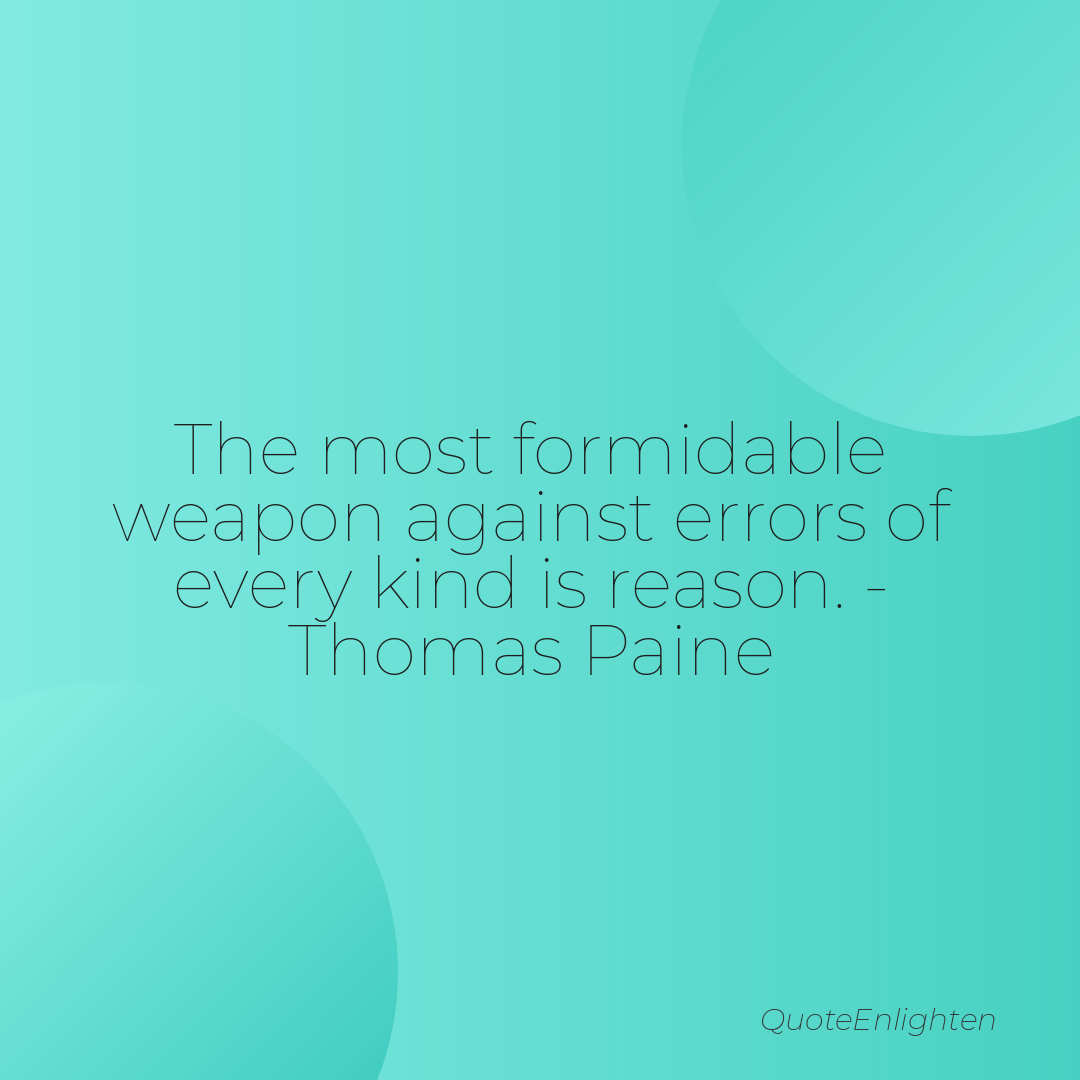 The most formidable
weapon against errors of
every kind is reason. -
Thomas Paine
QuoteEnlighten